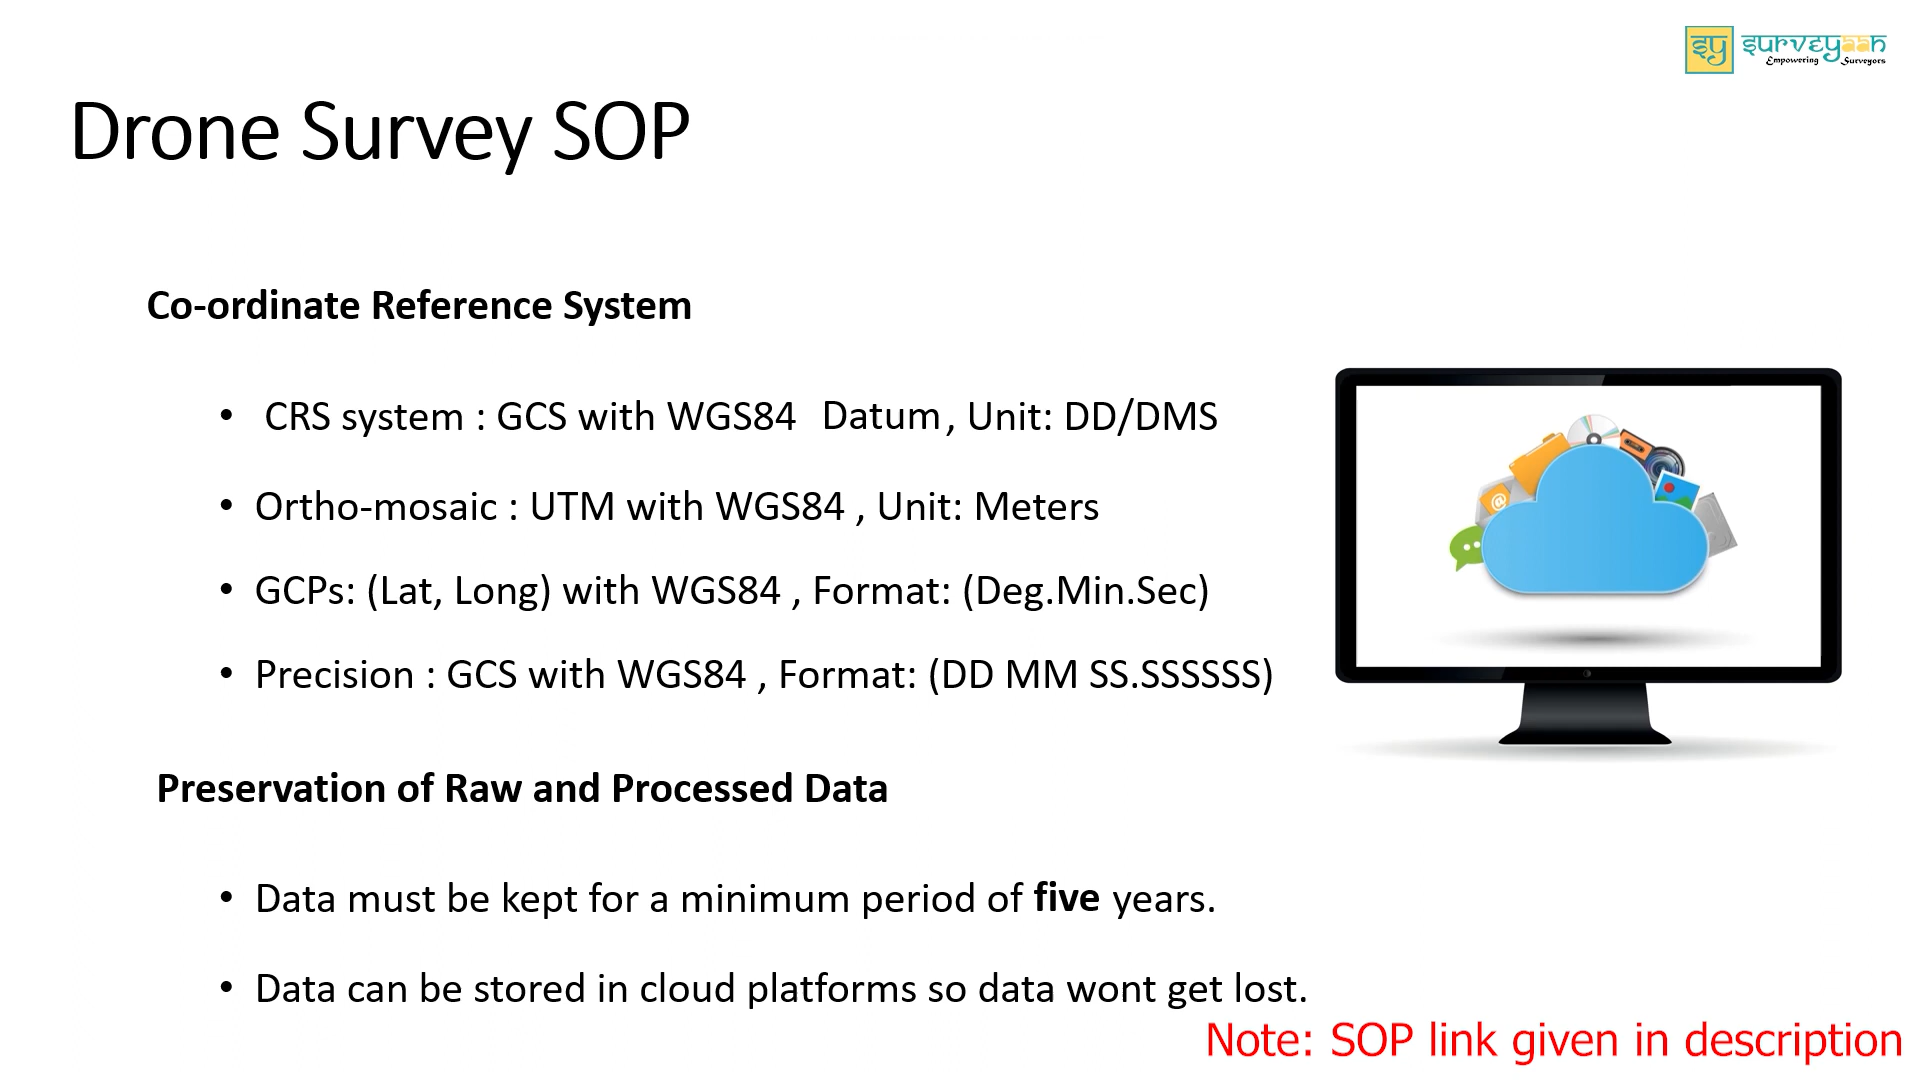 sy surveyaan
Empowering Surveyors
Drone Survey SOP
Co-ordinate Reference System
• CRS system : GCS with WGS84 Datum, Unit: DD/DMS
• Ortho-mosaic : UTM with WGS84 , Unit: Meters
• GCPs: (Lat, Long) with WGS84 , Format: (Deg.Min.Sec)
• Precision : GCS with WGS84 , Format: (DD MM SS.SSSSSS)
@
Preservation of Raw and Processed Data
• Data must be kept for a minimum period of five years.
• Data can be stored in cloud platforms so data wont get lost.
Note: SOP link given in description